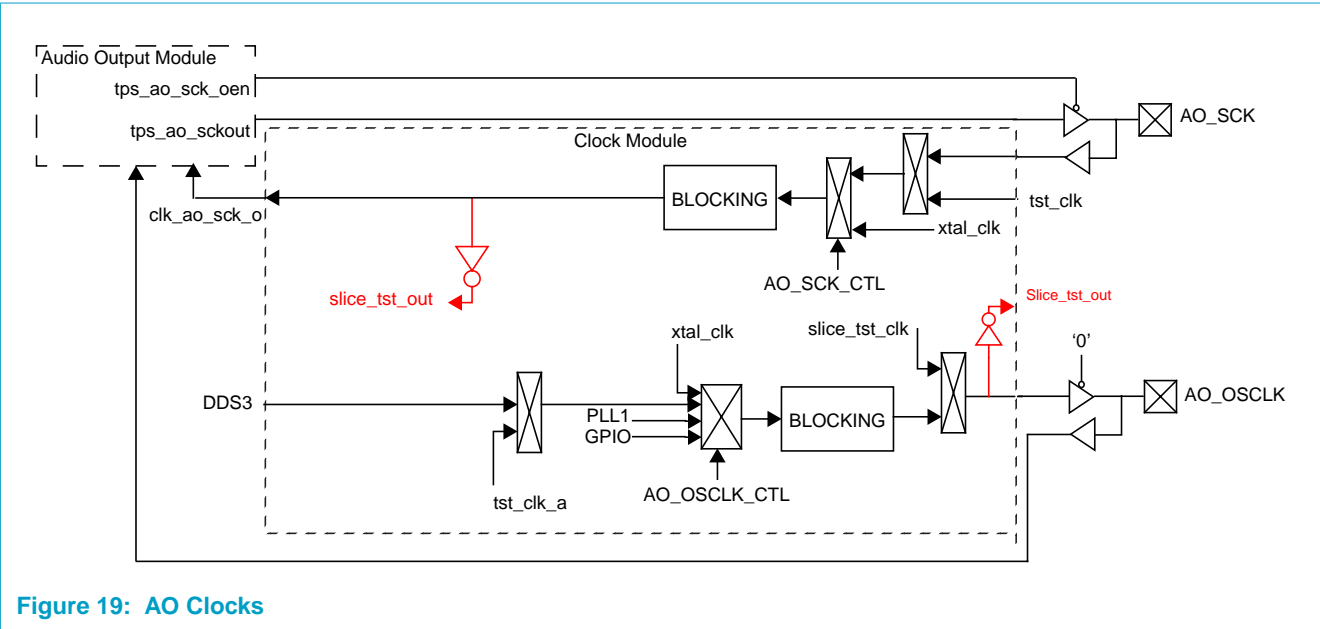 Audio Output Module
tps_ao_sck_oen
tps_ao_sckout
AO_SCK
Clock Module
BLOCKING
tst_clk
clk_ao_sck_o
xtal_clk
AO_SCK_CTL
slice_tst_out
Slice_tst_out
xtal_clk
slice_tst_clk
‘0’
DDS3
PLL1
GPIO
BLOCKING
AO_OSCLK
tst_clk_a
AO_OSCLK_CTL
Figure 19: AO Clocks